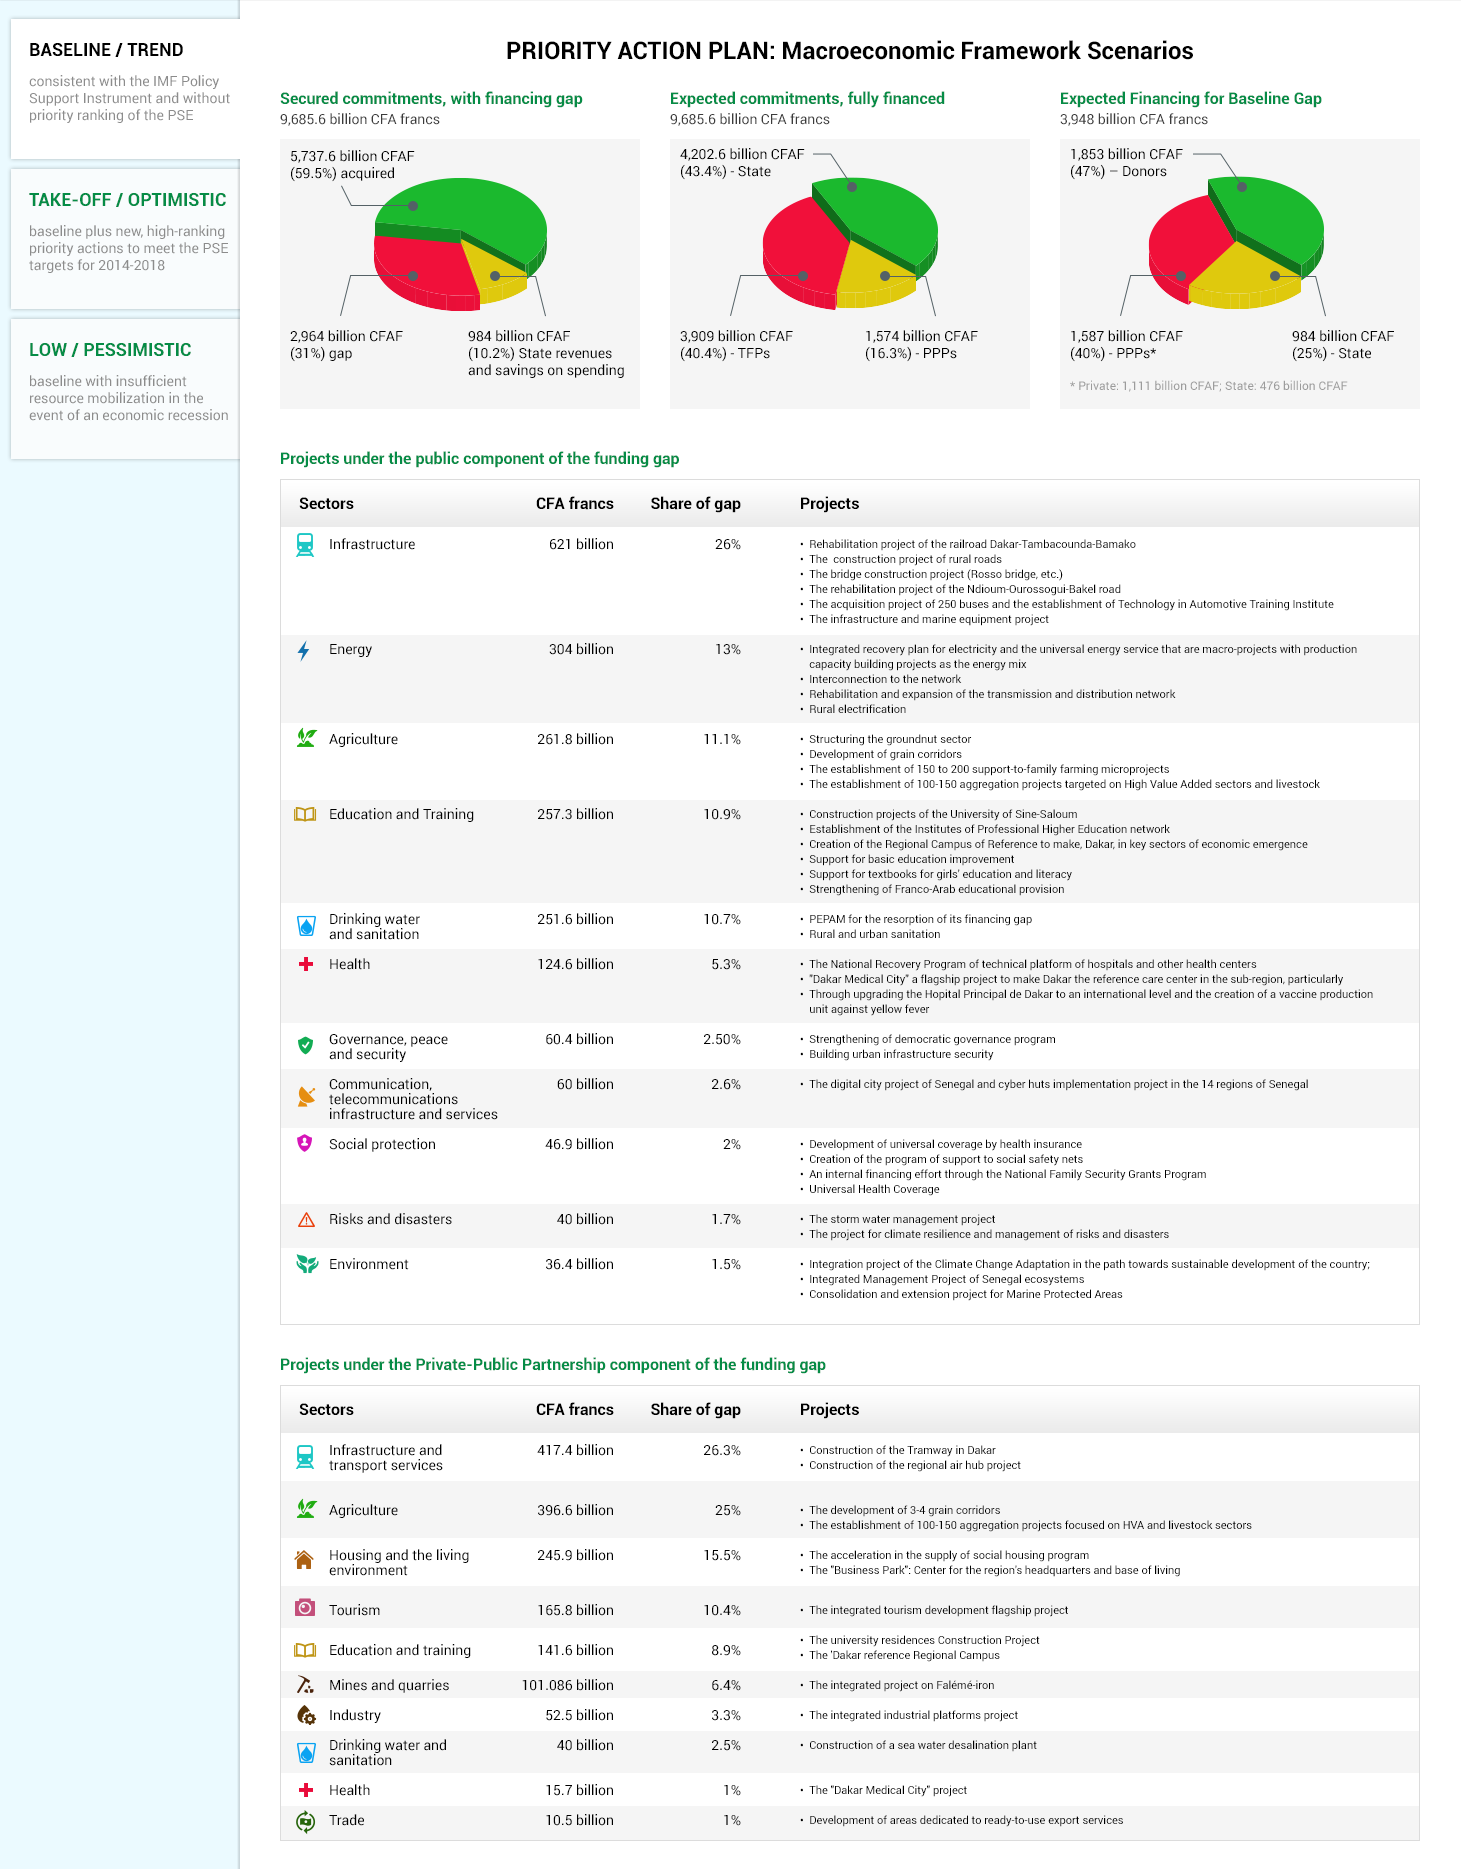 BASELINE / TREND
consistent with the IMF Policy
Support Instrument and without
priority ranking of the PSE
TAKE-OFF / OPTIMISTIC
baseline plus new, high-ranking
priority actions to meet the PSE
targets for 2014-2018
LOW / PESSIMISTIC
baseline with insufficient
resource mobilization in the
event of an economic recession
PRIORITY ACTION PLAN: Macroeconomic Framework Scenarios
Secured commitments, with financing gap
9,685.6 billion CFA francs
5,737.6 billion CFAF
(59.5%) acquired
2,964 billion CFAF
(31%) gap
984 billion CFAF
(10.2%) State revenues
and savings on spending
Expected commitments, fully financed
9,685.6 billion CFA francs
4,202.6 billion CFAF
(43.4%) - State
3,909 billion CFAF
(40.4%) - TFPs
1,574 billion CFAF
(16.3%) - PPPs
Expected Financing for Baseline Gap
3,948 billion CFA francs
1,853 billion CFAF
(47%) – Donors
1,587 billion CFAF
(40%) - PPPs*
984 billion CFAF
(25%) - State
* Private: 1,111 billion CFAF; State: 476 billion CFAF
Projects under the public component of the funding gap
Sectors CFA francs Share of gap Projects
Infrastructure 621 billion 26% • Rehabilitation project of the railroad Dakar-Tambacounda-Bamako
• The construction project of rural roads
• The bridge construction project (Rosso bridge, etc.)
• The rehabilitation project of the Ndioum-Ourossogui-Bakel road
• The acquisition project of 250 buses and the establishment of Technology in Automotive Training Institute
• The infrastructure and marine equipment project
Energy 304 billion 13% • Integrated recovery plan for electricity and the universal energy service that are macro-projects with production
capacity building projects as the energy mix
• Interconnection to the network
• Rehabilitation and expansion of the transmission and distribution network
• Rural electrification
Agriculture 261.8 billion 11.1% • Structuring the groundnut sector
• Development of grain corridors
• The establishment of 150 to 200 support-to-family farming microprojects
• The establishment of 100-150 aggregation projects targeted on High Value Added sectors and livestock
Education and Training 257.3 billion 10.9% • Construction projects of the University of Sine-Saloum
• Establishment of the Institutes of Professional Higher Education network
• Creation of the Regional Campus of Reference to make, Dakar, in key sectors of economic emergence
• Support for basic education improvement
• Support for textbooks for girls' education and literacy
• Strengthening of Franco-Arab educational provision
Drinking water 251.6 billion 10.7% • PEPAM for the resorption of its financing gap
and sanitation • Rural and urban sanitation
Health 124.6 billion 5.3% • The National Recovery Program of technical platform of hospitals and other health centers
• "Dakar Medical City" a flagship project to make Dakar the reference care center in the sub-region, particularly
• Through upgrading the Hopital Principal de Dakar to an international level and the creation of a vaccine production
unit against yellow fever
Governance, peace 60.4 billion 2.50% • Strengthening of democratic governance program
and security • Building urban infrastructure security
Communication, 60 billion 2.6% • The digital city project of Senegal and cyber huts implementation project in the 14 regions of Senegal
telecommunications
infrastructure and services
Social protection 46.9 billion 2% • Development of universal coverage by health insurance
• Creation of the program of support to social safety nets
• An internal financing effort through the National Family Security Grants Program
• Universal Health Coverage
Risks and disasters 40 billion 1.7% • The storm water management project
• The project for climate resilience and management of risks and disasters
Environment 36.4 billion 1.5% • Integration project of the Climate Change Adaptation in the path towards sustainable development of the country;
• Integrated Management Project of Senegal ecosystems
• Consolidation and extension project for Marine Protected Areas
Projects under the Private-Public Partnership component of the funding gap
Sectors CFA francs Share of gap Projects
Infrastructure and 417.4 billion 26.3% • Construction of the Tramway in Dakar
transport services • Construction of the regional air hub project
Agriculture 396.6 billion 25% • The development of 3-4 grain corridors
• The establishment of 100-150 aggregation projects focused on HVA and livestock sectors
Housing and the living 245.9 billion 15.5% • The acceleration in the supply of social housing program
environment • The "Business Park": Center for the region's headquarters and base of living
Tourism 165.8 billion 10.4% • The integrated tourism development flagship project
• The university residences Construction Project
Education and training 141.6 billion 8.9%
• The 'Dakar reference Regional Campus
Mines and quarries 101.086 billion 6.4% • The integrated project on Falémé-iron
Industry 52.5 billion 3.3% • The integrated industrial platforms project
Drinking water and 40 billion 2.5% • Construction of a sea water desalination plant
sanitation
Health 15.7 billion 1% • The "Dakar Medical City" project
Trade 10.5 billion 1% • Development of areas dedicated to ready-to-use export services